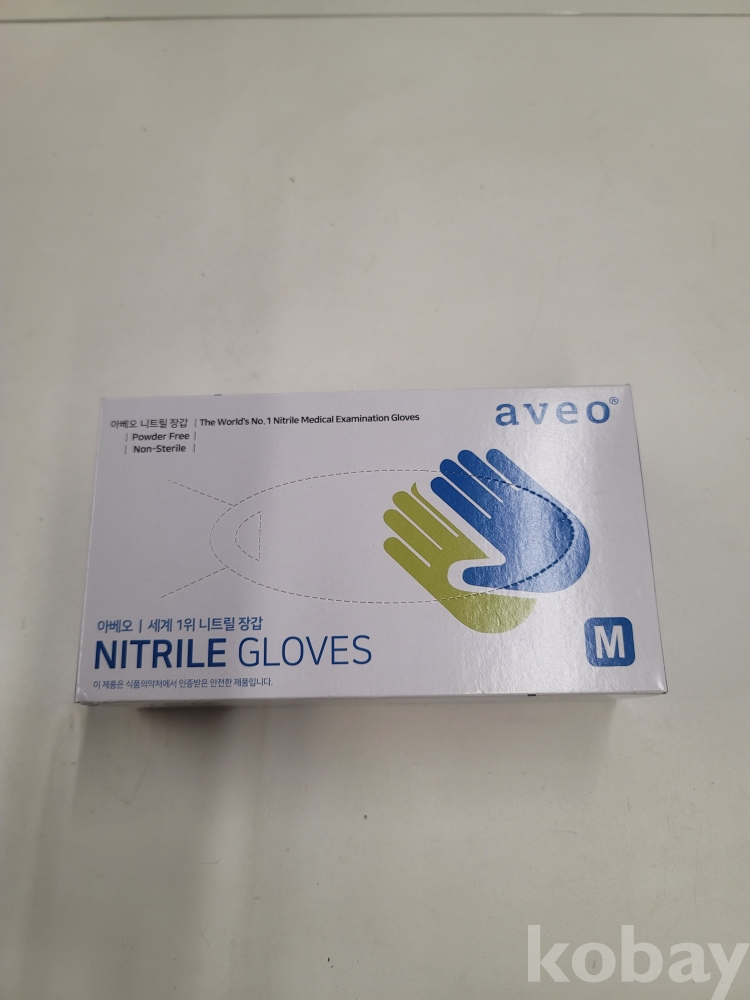 아베오 니트릴 장갑 | The World's No.1 Nitrile Medical Examination Gloves
| Powder Free |
| Non-Sterile |
aveo®
아베오 | 세계 1위 니트릴 장갑
NITRILE GLOVES
M
이 제품은 식품의약처에서 인증받은 안전한 제품입니다.
kobay